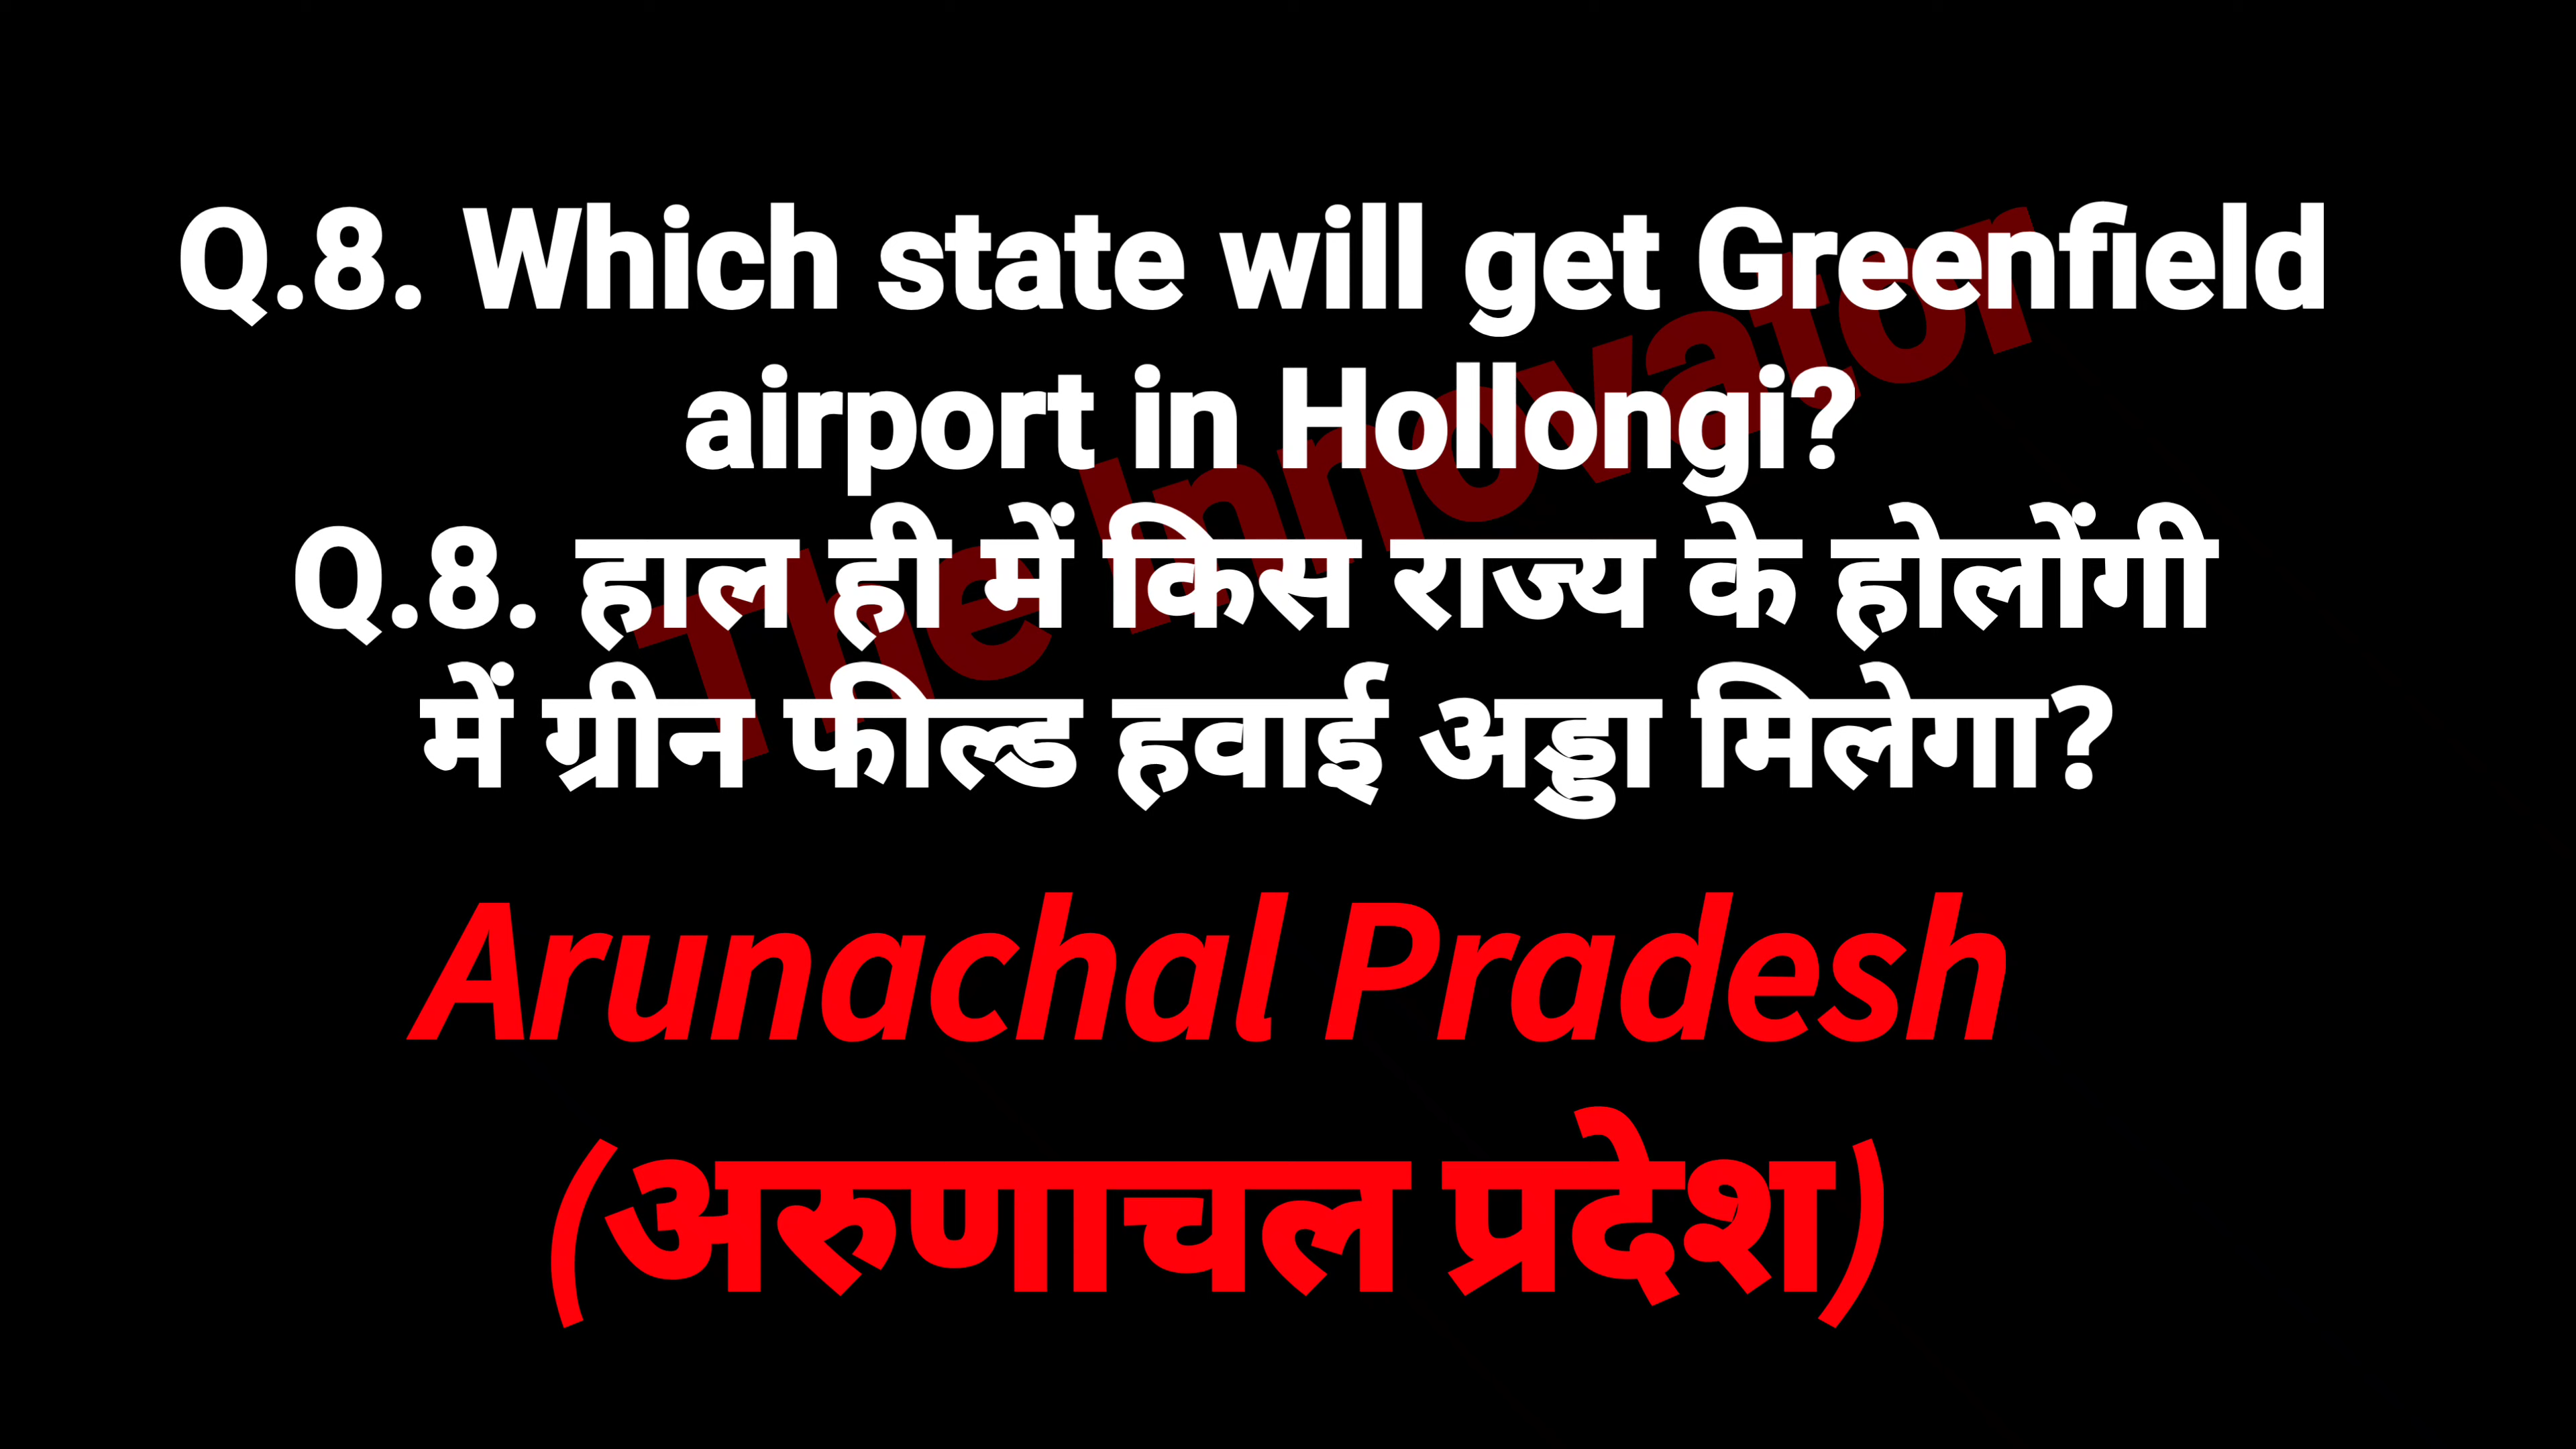 Q.8. Which state will get Greenfield
airport in Hollongi?
Q.8. हाल ही में किस राज्य के होलोंगी
में ग्रीन फील्ड हवाई अड्डा मिलेगा?
The Innovator
Arunachal Pradesh
(अरुणाचल प्रदेश)